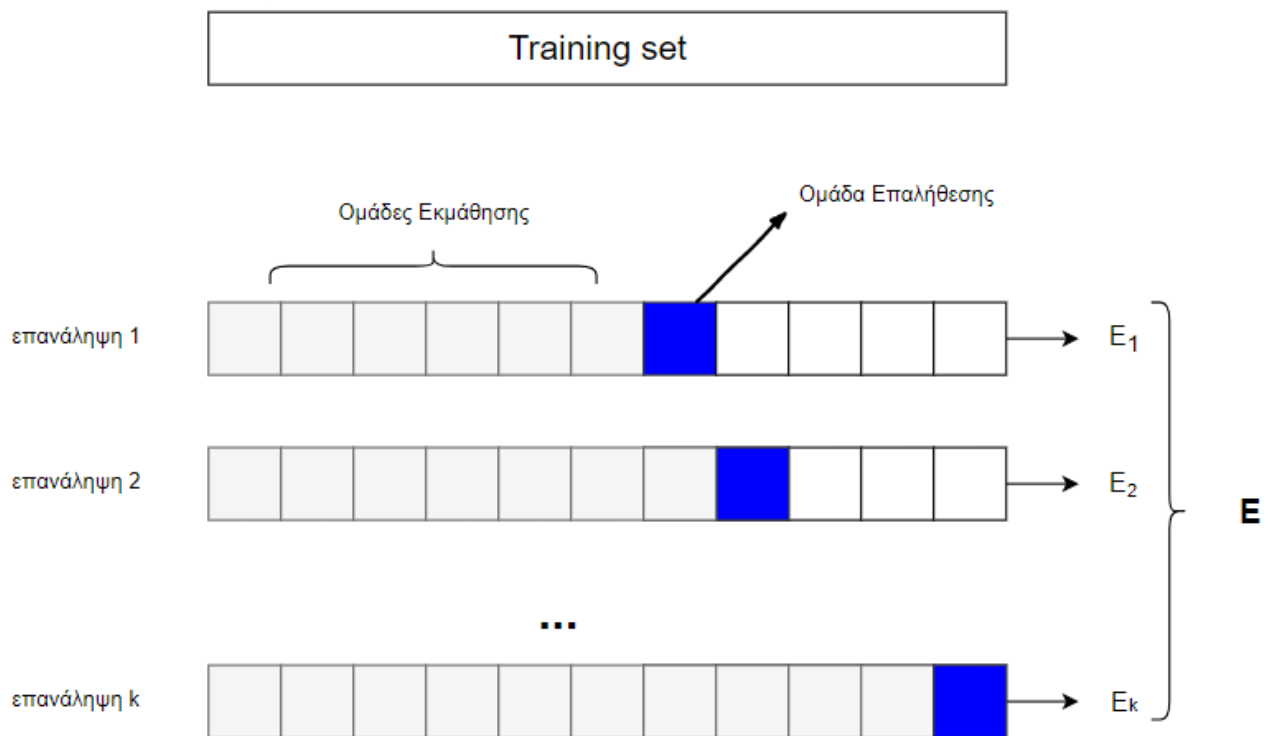 Training set
Ομάδες Εκμάθησης
Ομάδα Επαλήθεσης
επανάληψη 1
E1
επανάληψη 2
E2
E
...
επανάληψη k
Ek